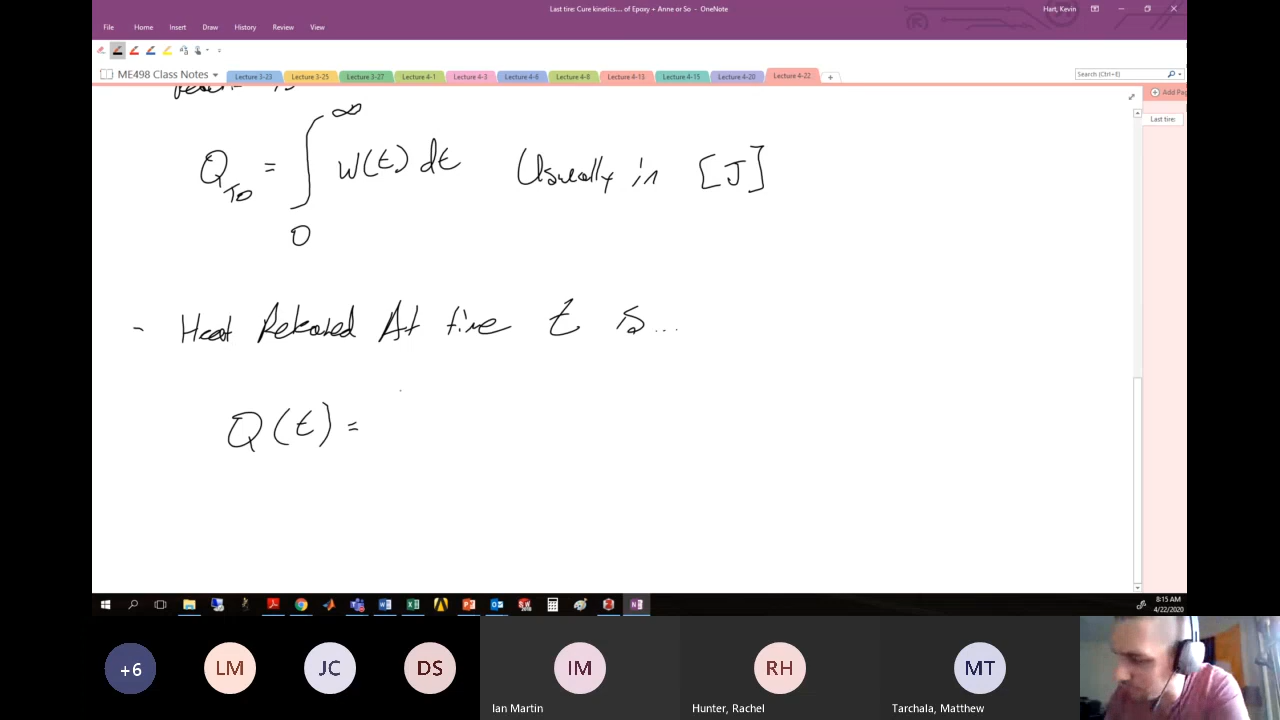 Last time: Cure kinetics.... of Epoxy + Anne or So - OneNote
Hart, Kevin
File Home Insert Draw History Review View
ME498 Class Notes
Lecture 3-23 Lecture 3-25 Lecture 3-27 Lecture 4-1 Lecture 4-3 Lecture 4-6 Lecture 4-8 Lecture 4-13 Lecture 4-15 Lecture 4-20 Lecture 4-22
Search (Ctrl+E)
Add Pag
Last tire:
Q_TO = ∫_0^∞ W(t) dt Usually in [J]
- Heat Released At time t is...
Q(t) =
8:15 AM
4/22/2020
+6 LM JC DS IM RH MT
Ian Martin Hunter, Rachel Tarchala, Matthew